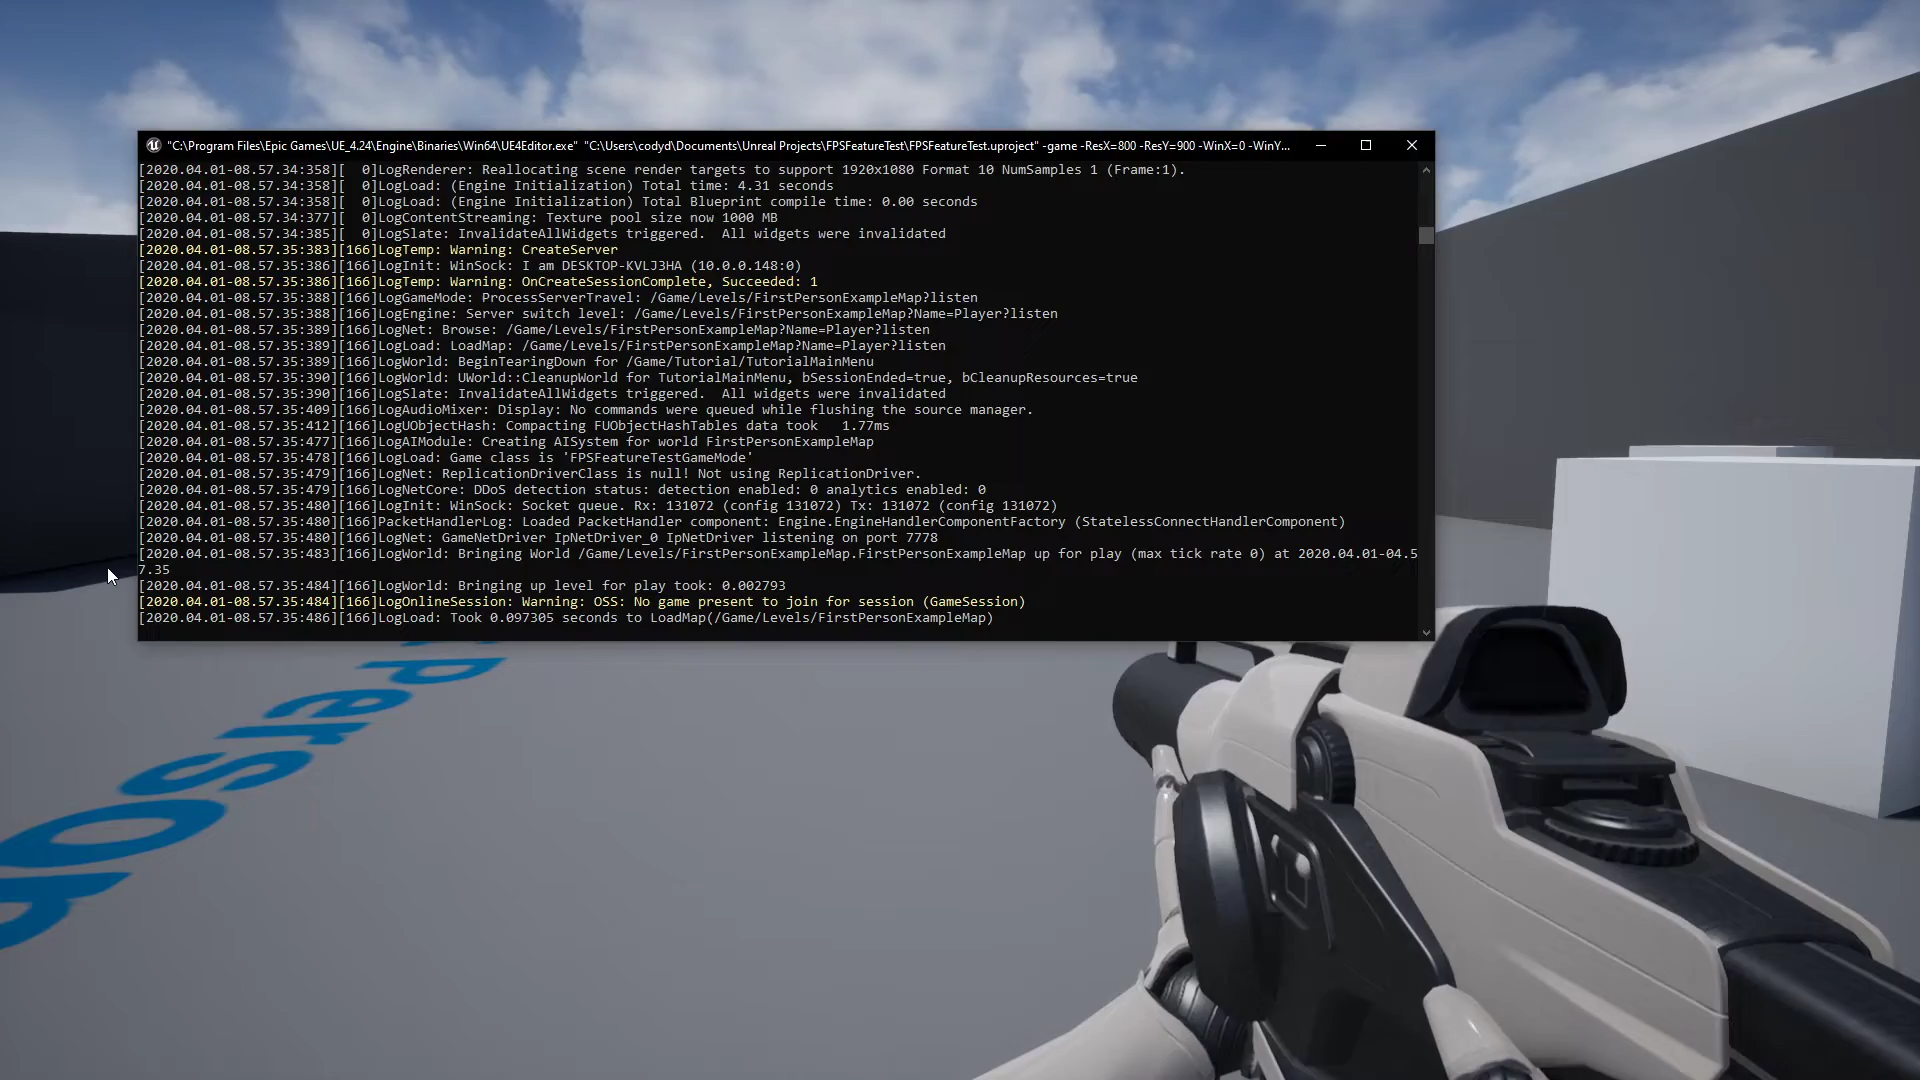 "C:\Program Files\Epic Games\UE_4.24\Engine\Binaries\Win64\UE4Editor.exe"  "C:\Users\codyd\Documents\Unreal Projects\FPSFeatureTest\FPSFeatureTest.uproject" -game -ResX=800 -ResY=900 -WinX=0 -WinY...
[2020.04.01-08.57.34:358][  0]LogRenderer: Reallocating scene render targets to support 1920x1080 Format 10 NumSamples 1 (Frame:1).
[2020.04.01-08.57.34:358][  0]LogLoad: (Engine Initialization) Total time: 4.31 seconds
[2020.04.01-08.57.34:358][  0]LogLoad: (Engine Initialization) Total Blueprint compile time: 0.00 seconds
[2020.04.01-08.57.34:377][  0]LogContentStreaming: Texture pool size now 1000 MB
[2020.04.01-08.57.34:385][  0]LogSlate: InvalidateAllWidgets triggered.  All widgets were invalidated
[2020.04.01-08.57.35:383][166]LogTemp: Warning: CreateServer
[2020.04.01-08.57.35:386][166]LogInit: WinSock: I am DESKTOP-KVLJ3HA (10.0.0.148:0)
[2020.04.01-08.57.35:386][166]LogTemp: Warning: OnCreateSessionComplete, Succeeded: 1
[2020.04.01-08.57.35:388][166]LogGameMode: ProcessServerTravel: /Game/Levels/FirstPersonExampleMap?listen
[2020.04.01-08.57.35:388][166]LogEngine: Server switch level: /Game/Levels/FirstPersonExampleMap?Name=Player?listen
[2020.04.01-08.57.35:389][166]LogNet: Browse: /Game/Levels/FirstPersonExampleMap?Name=Player?listen
[2020.04.01-08.57.35:389][166]LogLoad: LoadMap: /Game/Levels/FirstPersonExampleMap?Name=Player?listen
[2020.04.01-08.57.35:389][166]LogWorld: BeginTearingDown for /Game/Tutorial/TutorialMainMenu
[2020.04.01-08.57.35:390][166]LogWorld: UWorld::CleanupWorld for TutorialMainMenu, bSessionEnded=true, bCleanupResources=true
[2020.04.01-08.57.35:390][166]LogSlate: InvalidateAllWidgets triggered.  All widgets were invalidated
[2020.04.01-08.57.35:409][166]LogAudioMixer: Display: No commands were queued while flushing the source manager.
[2020.04.01-08.57.35:412][166]LogUObjectHash: Compacting FUObjectHashTables data took   1.77ms
[2020.04.01-08.57.35:477][166]LogAIModule: Creating AISystem for world FirstPersonExampleMap
[2020.04.01-08.57.35:478][166]LogLoad: Game class is 'FPSFeatureTestGameMode'
[2020.04.01-08.57.35:479][166]LogNet: ReplicationDriverClass is null! Not using ReplicationDriver.
[2020.04.01-08.57.35:479][166]LogNetCore: DDoS detection status: detection enabled: 0 analytics enabled: 0
[2020.04.01-08.57.35:480][166]LogInit: WinSock: Socket queue. Rx: 131072 (config 131072) Tx: 131072 (config 131072)
[2020.04.01-08.57.35:480][166]PacketHandlerLog: Loaded PacketHandler component: Engine.EngineHandlerComponentFactory (StatelessConnectHandlerComponent)
[2020.04.01-08.57.35:480][166]LogNet: GameNetDriver IpNetDriver_0 IpNetDriver listening on port 7778
[2020.04.01-08.57.35:483][166]LogWorld: Bringing World /Game/Levels/FirstPersonExampleMap.FirstPersonExampleMap up for play (max tick rate 0) at 2020.04.01-04.5
7.35
[2020.04.01-08.57.35:484][166]LogWorld: Bringing up level for play took: 0.002793
[2020.04.01-08.57.35:484][166]LogOnlineSession: Warning: OSS: No game present to join for session (GameSession)
[2020.04.01-08.57.35:486][166]LogLoad: Took 0.097305 seconds to LoadMap(/Game/Levels/FirstPersonExampleMap)